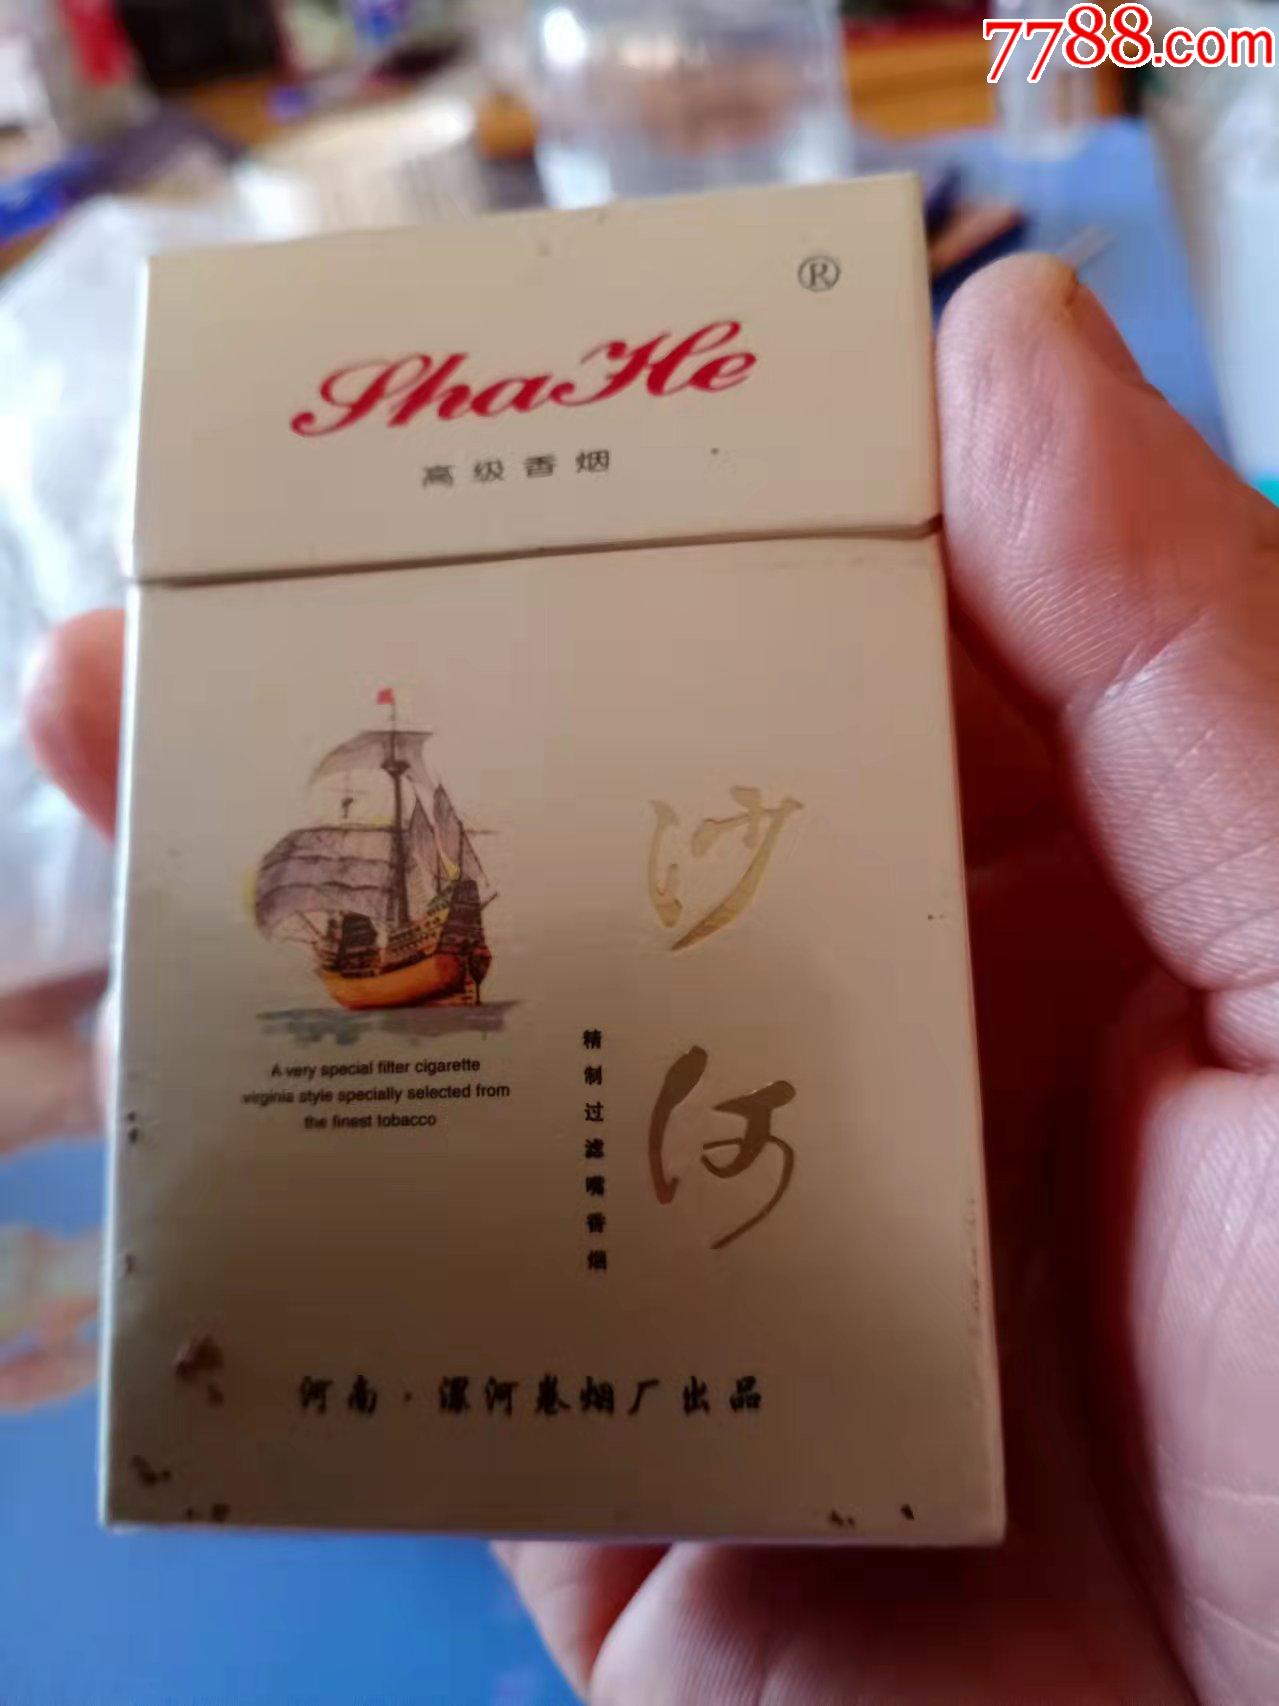 7788.com
®
ShaHe
高级香烟
沙河
A very special filter cigarette
virginia style specially selected from
the finest tobacco
精制过滤嘴香烟
河南·漯河卷烟厂出品